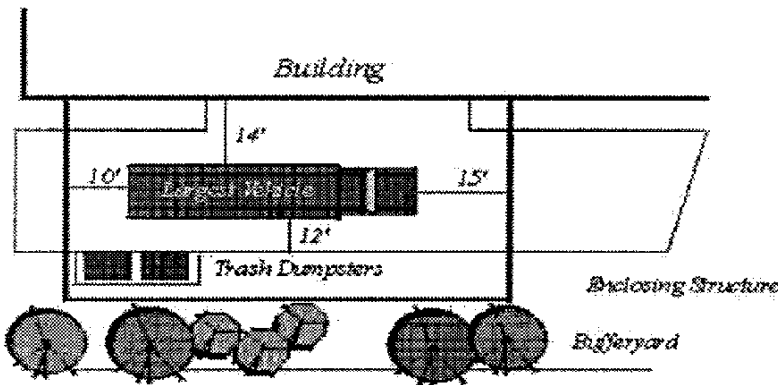 Building
14'
10'
Largest Vehicle
15'
12'
Trash Dumpsters
Enclosing Structure
Bufferyard